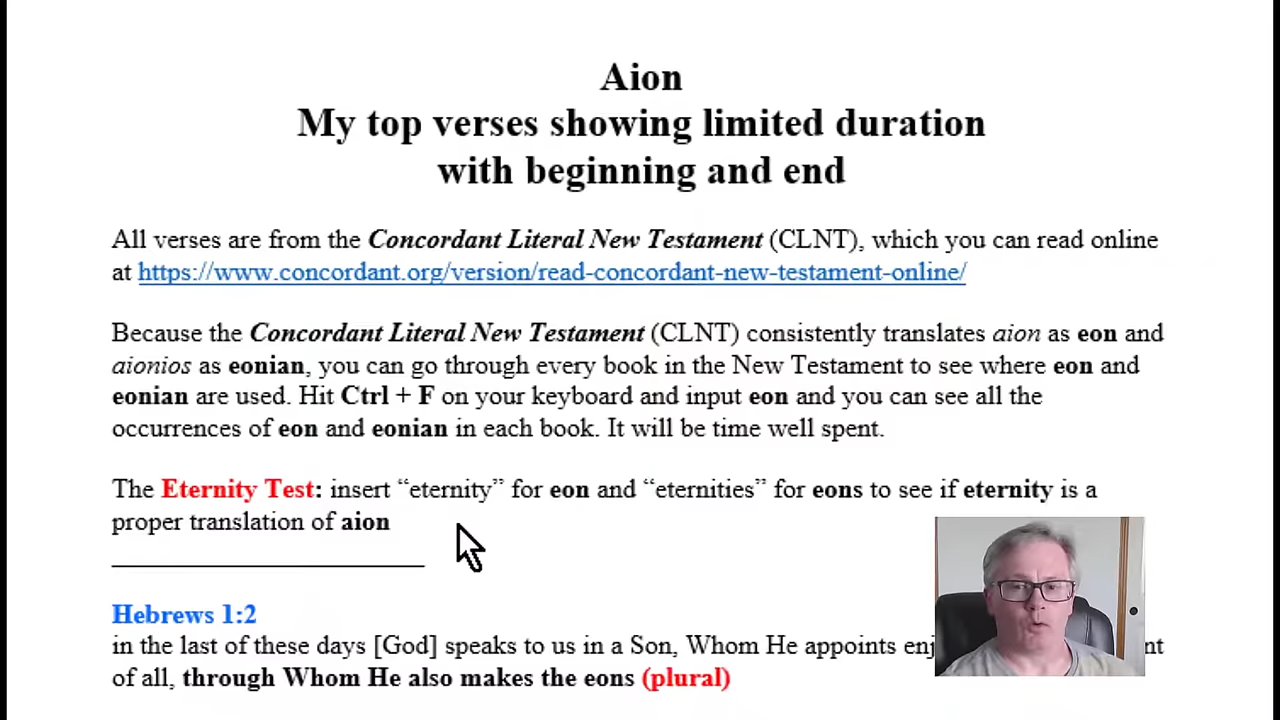 Aion
My top verses showing limited duration
with beginning and end
All verses are from the Concordant Literal New Testament (CLNT), which you can read online
at https://www.concordant.org/version/read-concordant-new-testament-online/
Because the Concordant Literal New Testament (CLNT) consistently translates aion as eon and
aionios as eonian, you can go through every book in the New Testament to see where eon and
eonian are used. Hit Ctrl + F on your keyboard and input eon and you can see all the
occurrences of eon and eonian in each book. It will be time well spent.
The Eternity Test: insert “eternity” for eon and “eternities” for eons to see if eternity is a
proper translation of aion
Hebrews 1:2
in the last of these days [God] speaks to us in a Son, Whom He appoints
of all, through Whom He also makes the eons (plural)